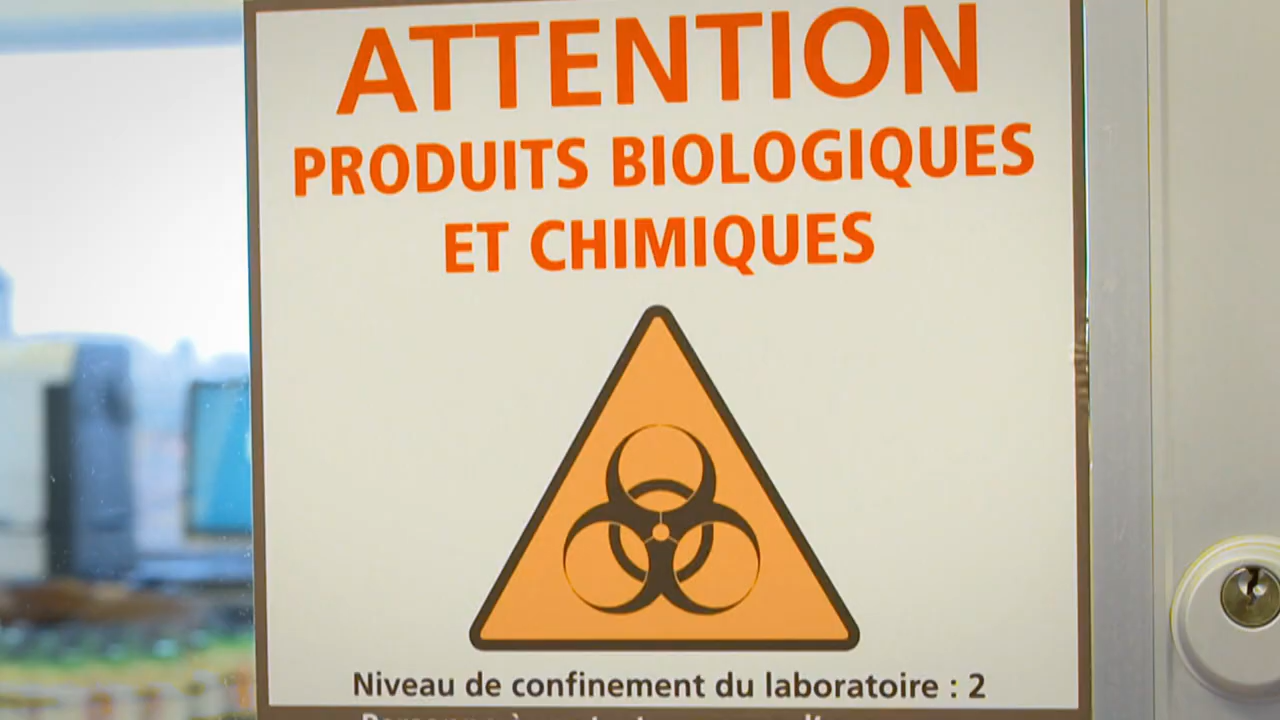 ATTENTION
PRODUITS BIOLOGIQUES
ET CHIMIQUES
Niveau de confinement du laboratoire : 2